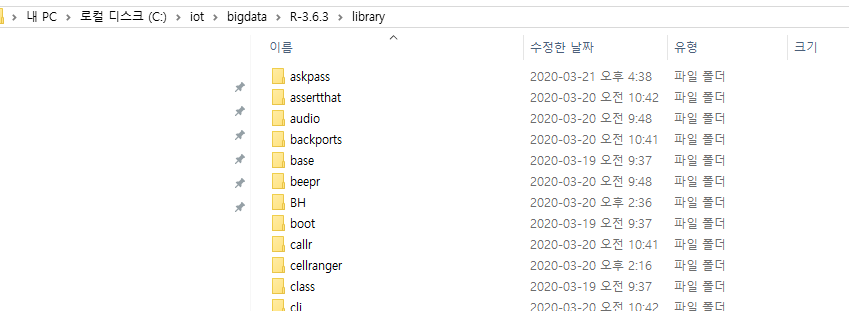 내 PC > 로컬 디스크 (C:) > iot > bigdata > R-3.6.3 > library
이름 수정한 날짜 유형 크기
askpass 2020-03-21 오후 4:38 파일 폴더
assertthat 2020-03-20 오전 10:42 파일 폴더
audio 2020-03-20 오전 9:48 파일 폴더
backports 2020-03-20 오전 10:41 파일 폴더
base 2020-03-19 오전 9:37 파일 폴더
beepr 2020-03-20 오전 9:48 파일 폴더
BH 2020-03-20 오후 2:36 파일 폴더
boot 2020-03-19 오전 9:37 파일 폴더
callr 2020-03-20 오전 10:41 파일 폴더
cellranger 2020-03-20 오후 2:16 파일 폴더
class 2020-03-19 오전 9:37 파일 폴더
cli 2020-03-20 오전 10:42 파일 폴더